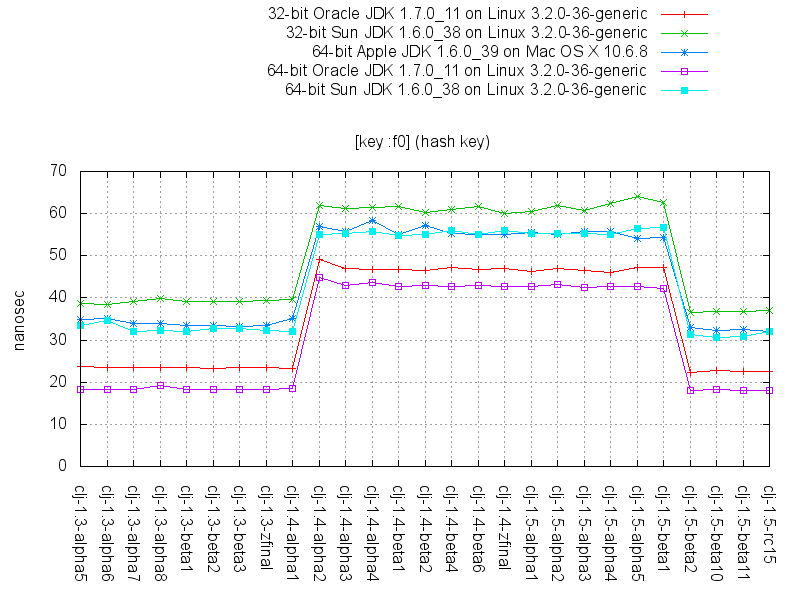 32-bit Oracle JDK 1.7.0_11 on Linux 3.2.0-36-generic
32-bit Sun JDK 1.6.0_38 on Linux 3.2.0-36-generic
64-bit Apple JDK 1.6.0_39 on Mac OS X 10.6.8
64-bit Oracle JDK 1.7.0_11 on Linux 3.2.0-36-generic
64-bit Sun JDK 1.6.0_38 on Linux 3.2.0-36-generic
[key :f0] (hash key)
nanosec
70
60
50
40
30
20
10
0
clj-1.3-alpha5
clj-1.3-alpha6
clj-1.3-alpha7
clj-1.3-alpha8
clj-1.3-beta1
clj-1.3-beta2
clj-1.3-beta3
clj-1.3-zfinal
clj-1.4-alpha1
clj-1.4-alpha2
clj-1.4-alpha3
clj-1.4-alpha4
clj-1.4-beta1
clj-1.4-beta2
clj-1.4-beta4
clj-1.4-beta6
clj-1.4-zfinal
clj-1.5-alpha1
clj-1.5-alpha2
clj-1.5-alpha3
clj-1.5-alpha4
clj-1.5-alpha5
clj-1.5-beta1
clj-1.5-beta2
clj-1.5-beta10
clj-1.5-beta11
clj-1.5-rc15